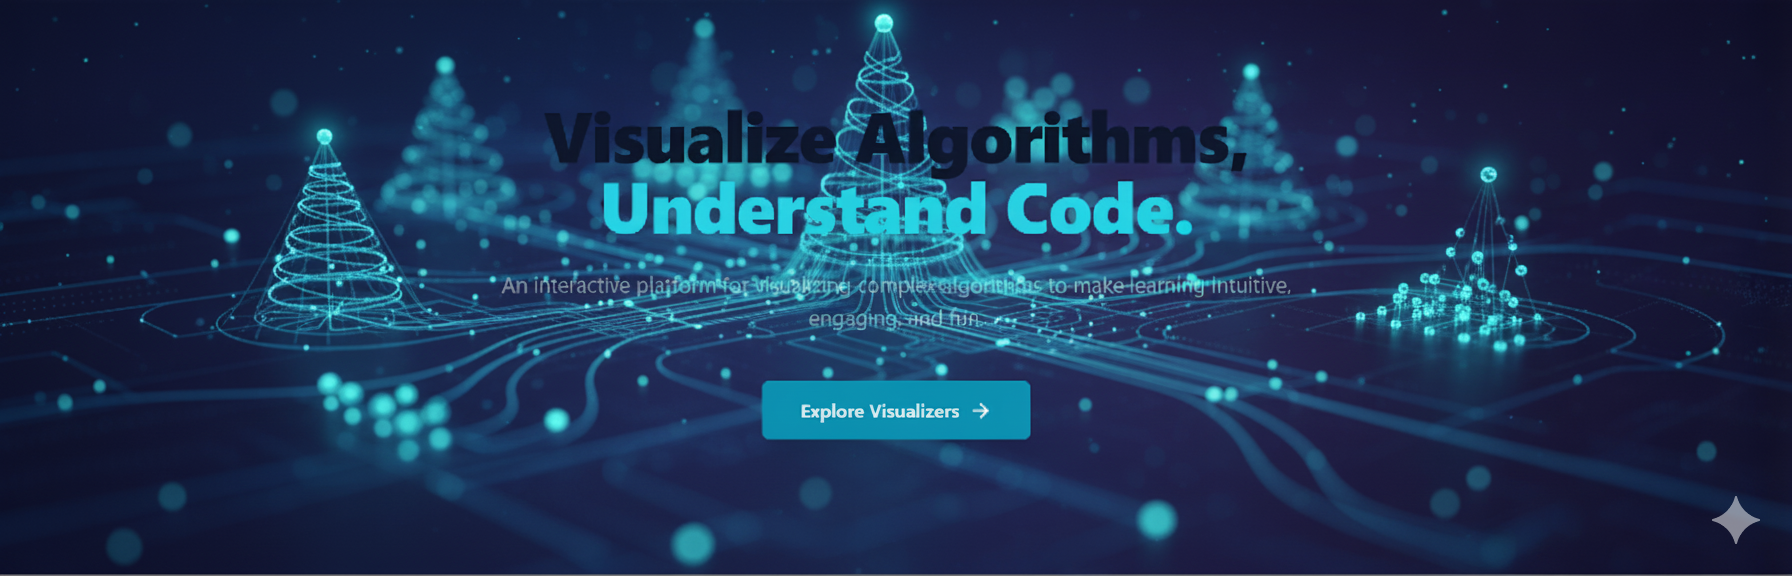 Visualize Algorithms,
Understand Code.
An interactive platform for visualizing complex algorithms to make learning intuitive,
engaging, and fun.
Explore Visualizers →